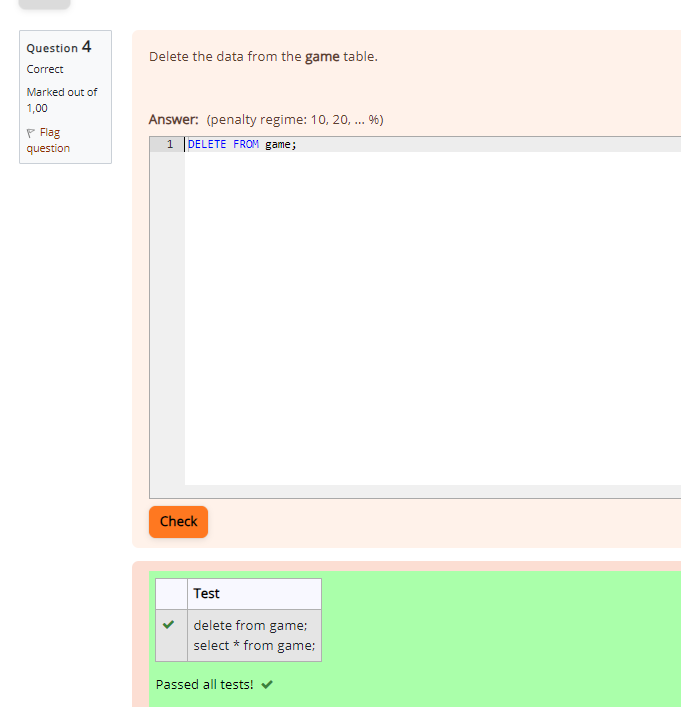 Question 4
Correct
Marked out of
1,00
Flag
question
Delete the data from the game table.
Answer: (penalty regime: 10, 20, ... %)
1 DELETE FROM game;
Check
Test
delete from game;
select * from game;
Passed all tests!